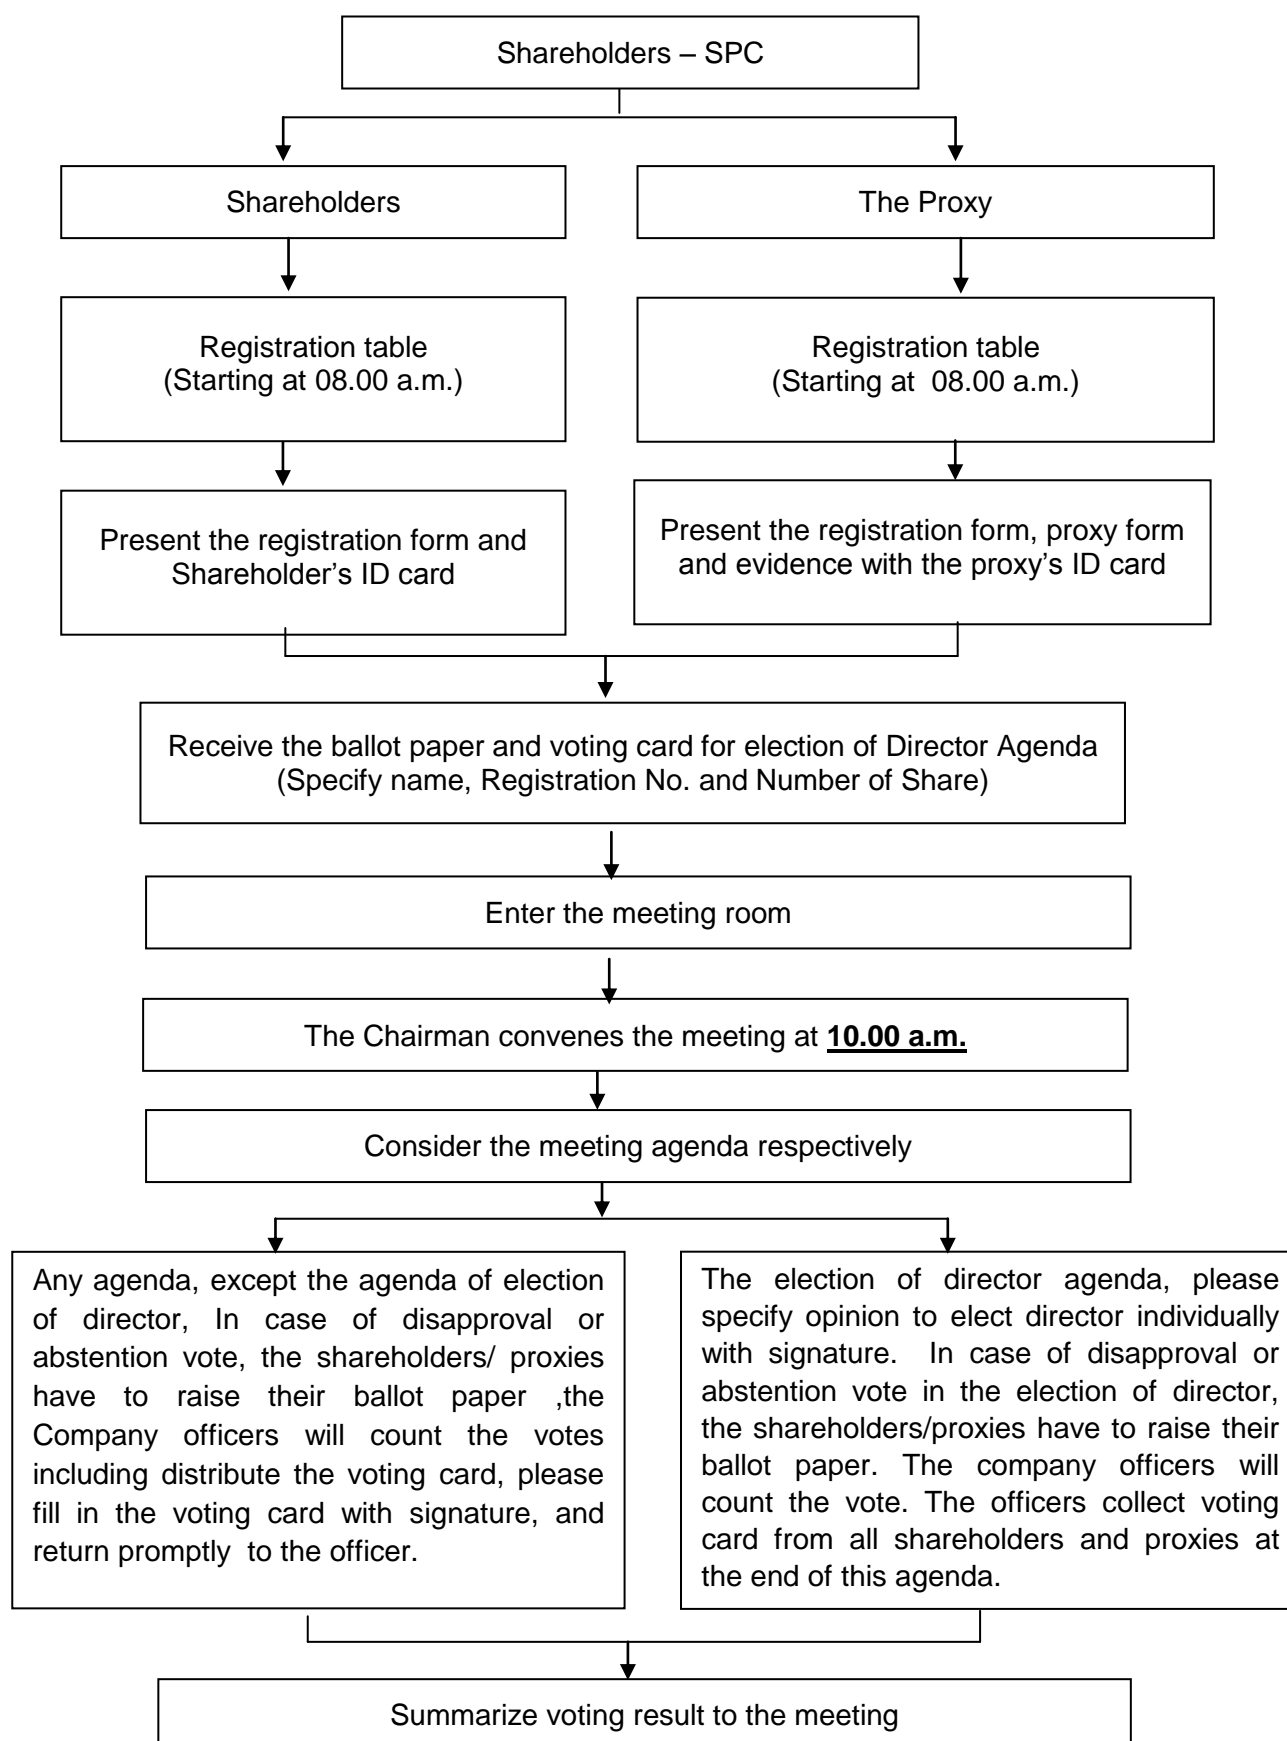 Shareholders – SPC
Shareholders
The Proxy
Registration table
(Starting at 08.00 a.m.)
Registration table
(Starting at  08.00 a.m.)
Present the registration form and
Shareholder’s ID card
Present the registration form, proxy form
and evidence with the proxy’s ID card
Receive the ballot paper and voting card for election of Director Agenda
(Specify name, Registration No. and Number of Share)
Enter the meeting room
The Chairman convenes the meeting at 10.00 a.m.
Consider the meeting agenda respectively
Any agenda, except the agenda of election
of director, In case of disapproval or
abstention vote, the shareholders/ proxies
have to raise their ballot paper ,the
Company officers will count the votes
including distribute the voting card, please
fill in the voting card with signature, and
return promptly  to the officer.
The election of director agenda, please
specify opinion to elect director individually
with signature.  In case of disapproval or
abstention vote in the election of director,
the shareholders/proxies have to raise their
ballot paper. The company officers will
count the vote. The officers collect voting
card from all shareholders and proxies at
the end of this agenda.
Summarize voting result to the meeting